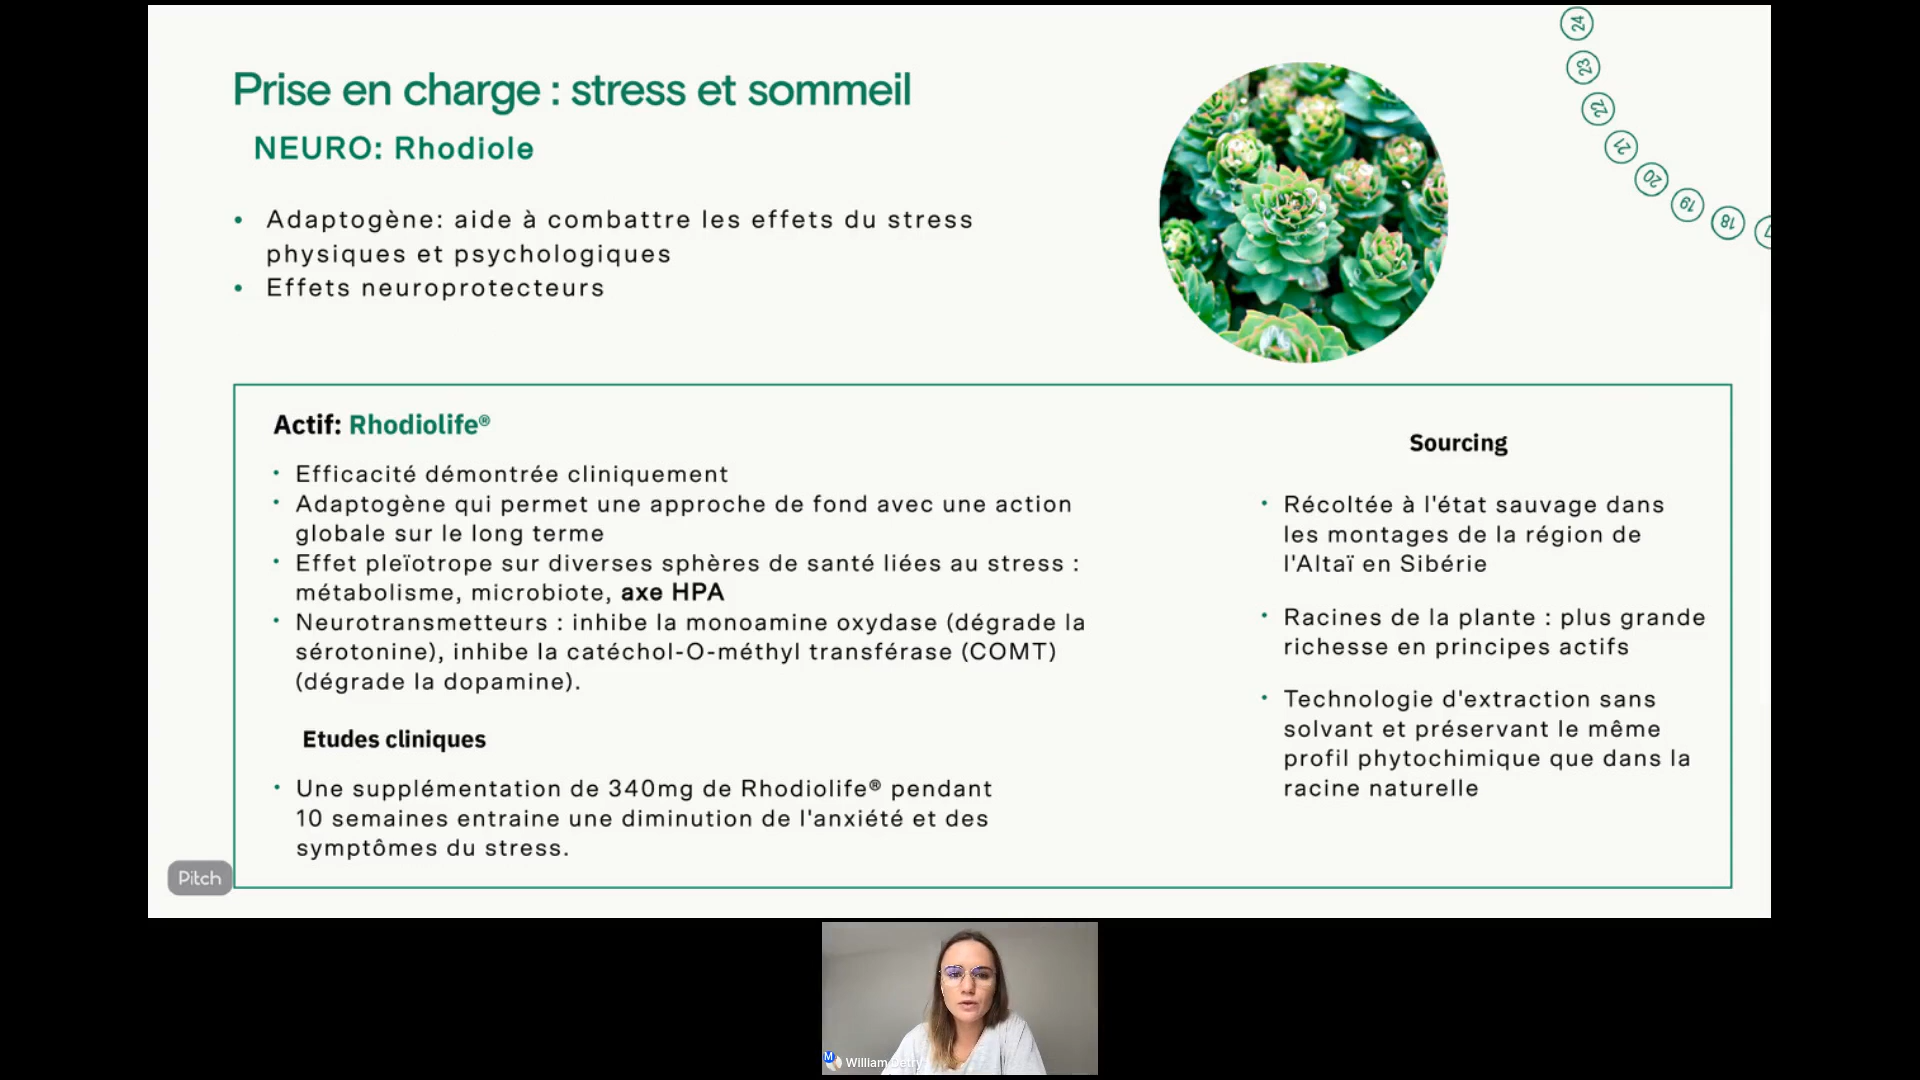 Prise en charge : stress et sommeil
NEURO: Rhodiole
• Adaptogène: aide à combattre les effets du stress
physiques et psychologiques
• Effets neuroprotecteurs
24
23
22
21
20
19
18
Actif: Rhodiolife®
• Efficacité démontrée cliniquement
• Adaptogène qui permet une approche de fond avec une action
globale sur le long terme
• Effet pleïotrope sur diverses sphères de santé liées au stress :
métabolisme, microbiote, axe HPA
• Neurotransmetteurs : inhibe la monoamine oxydase (dégrade la
sérotonine), inhibe la catéchol-O-méthyl transférase (COMT)
(dégrade la dopamine).
Etudes cliniques
• Une supplémentation de 340mg de Rhodiolife® pendant
10 semaines entraine une diminution de l'anxiété et des
symptômes du stress.
Sourcing
• Récoltée à l'état sauvage dans
les montages de la région de
l'Altaï en Sibérie
• Racines de la plante : plus grande
richesse en principes actifs
• Technologie d'extraction sans
solvant et préservant le même
profil phytochimique que dans la
racine naturelle
Pitch
M
William